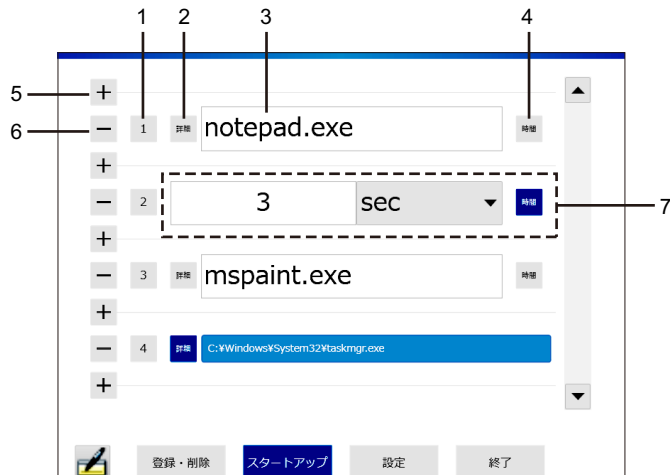 1 2 3 4
5 +
6 − 1 詳細 notepad.exe 時間
+
− 2 3 sec 時間 7
+
− 3 詳細 mspaint.exe 時間
+
− 4 詳細 C:¥Windows¥System32¥taskmgr.exe
+
登録・削除 スタートアップ 設定 終了